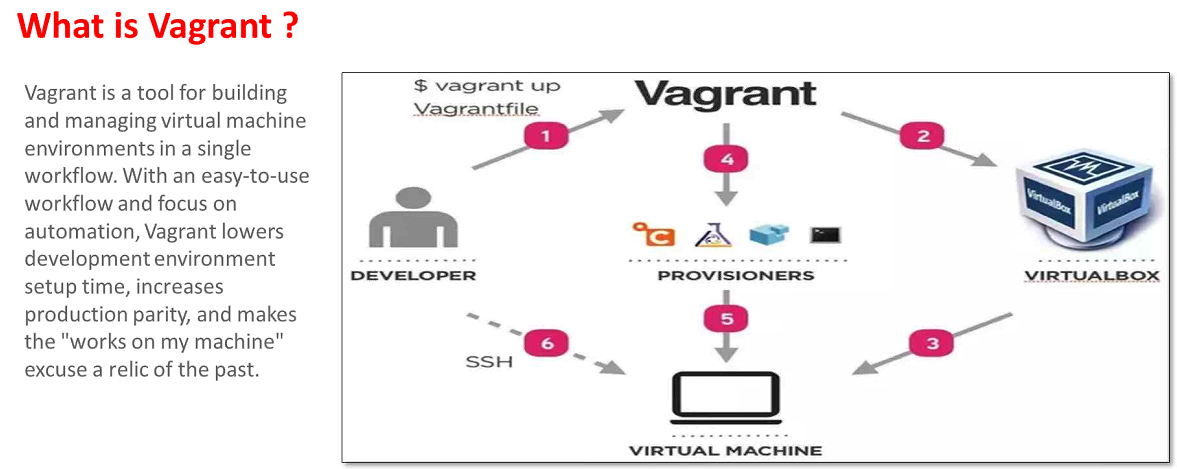 What is Vagrant ?
Vagrant is a tool for building
and managing virtual machine
environments in a single
workflow. With an easy-to-use
workflow and focus on
automation, Vagrant lowers
development environment
setup time, increases
production parity, and makes
the "works on my machine"
excuse a relic of the past.
$ vagrant up
Vagrantfile
Vagrant
1
2
4
VirtualBox
VirtualBox
DEVELOPER
PROVISIONERS
VIRTUALBOX
5
6
3
SSH
VIRTUAL MACHINE